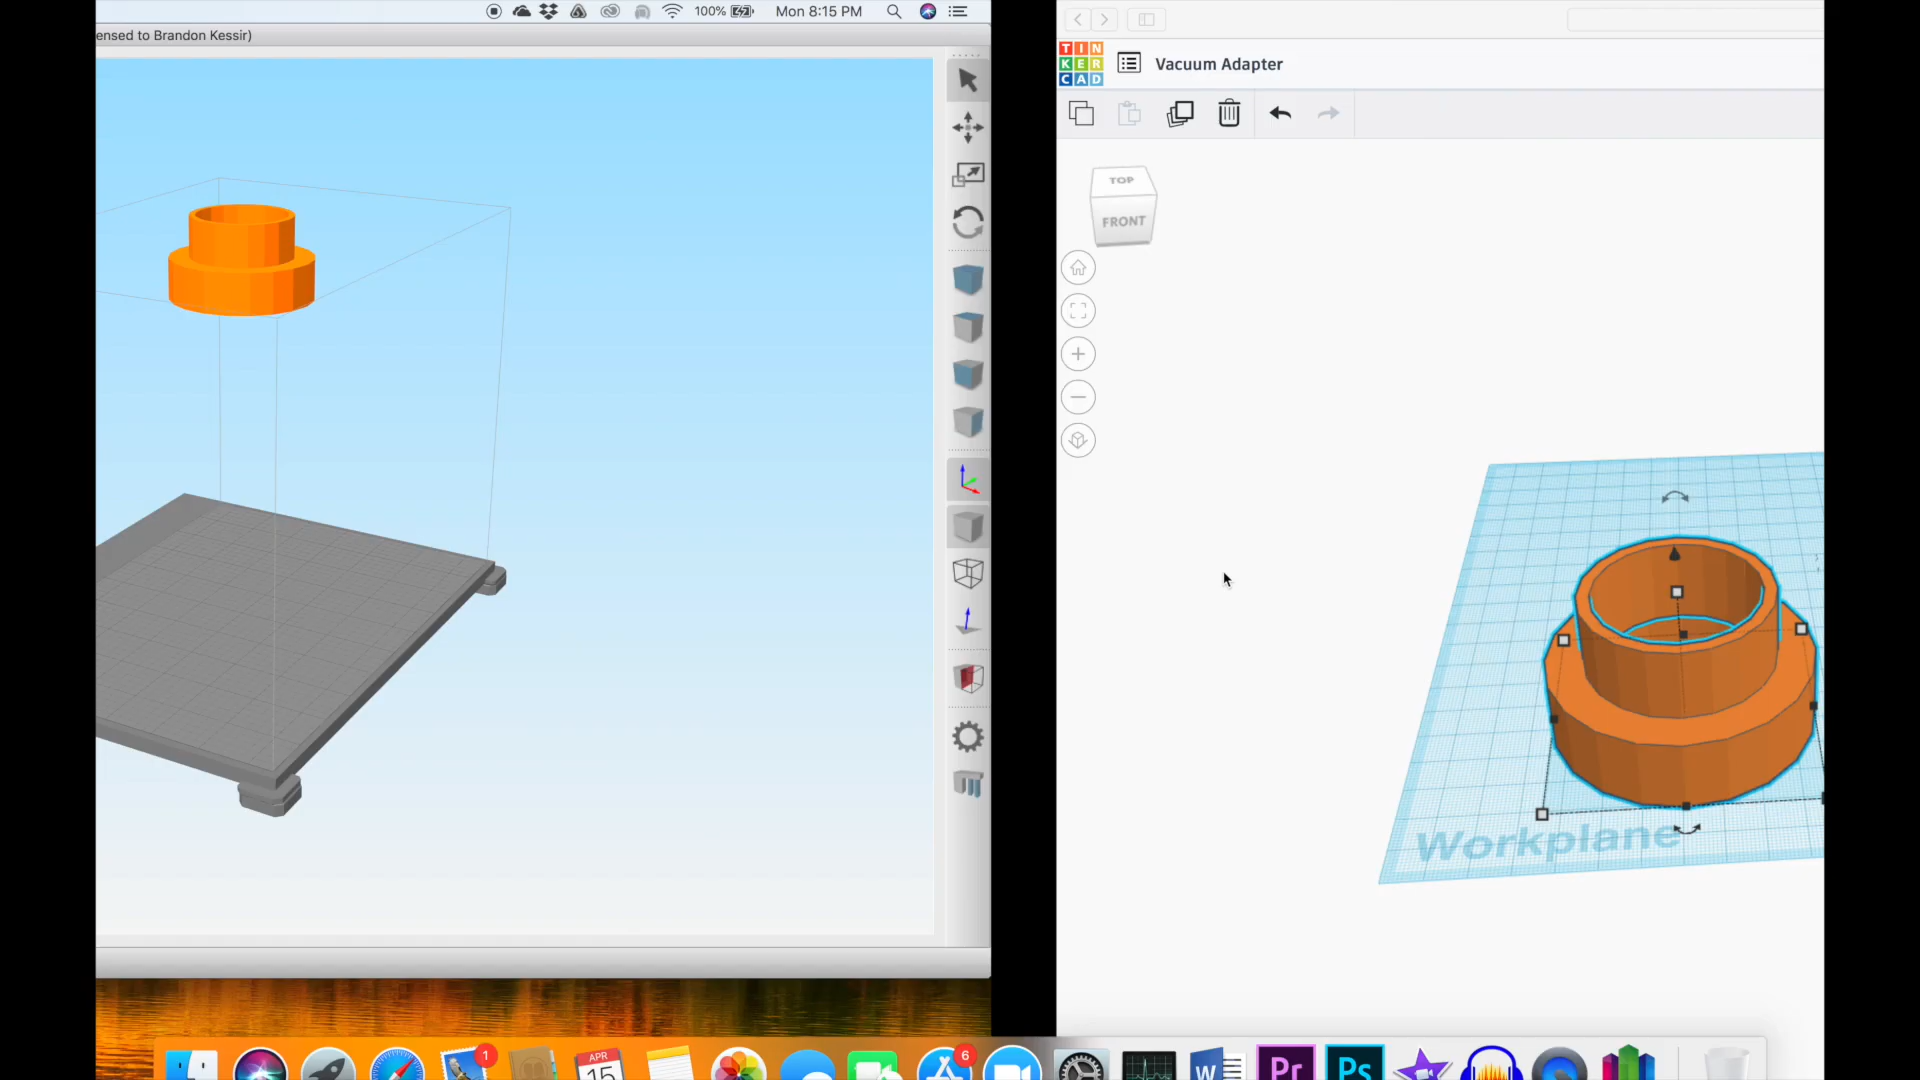 100%
Mon 8:15 PM
ensed to Brandon Kessir)
TIN
KER
CAD
Vacuum Adapter
TOP
FRONT
Workplane
1
APR
15
6
W
Pr
Ps